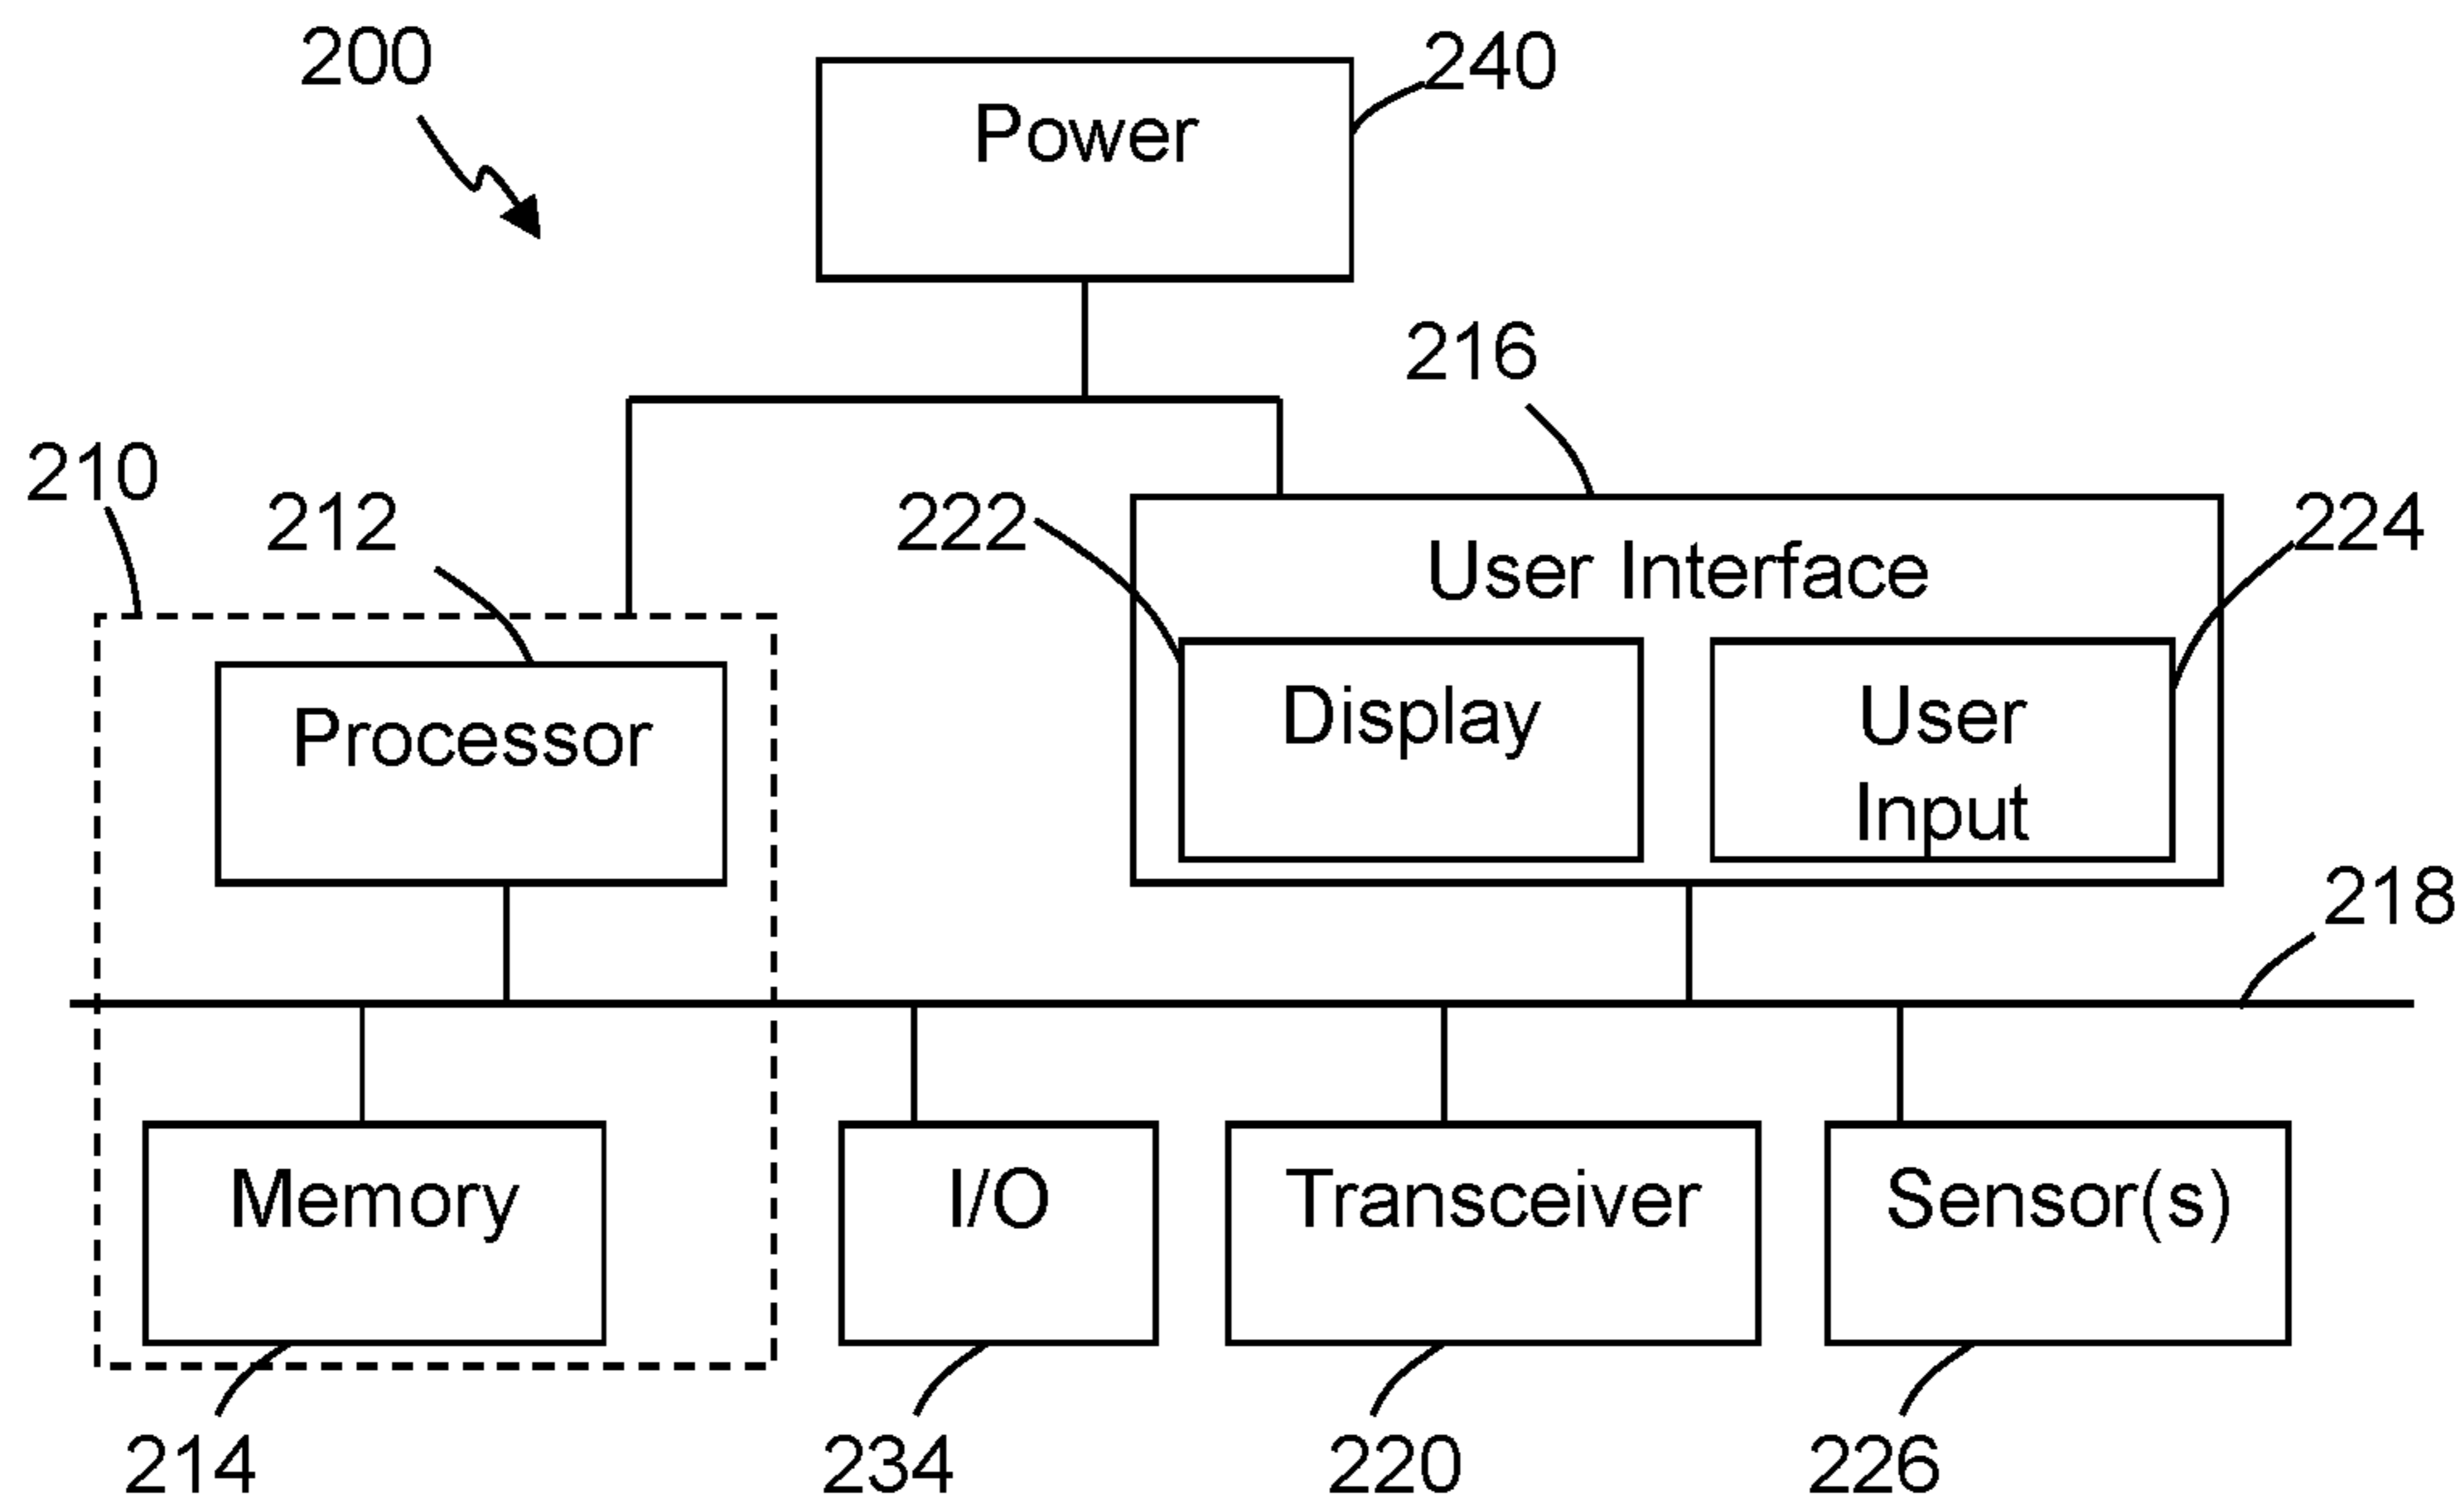 200
240
Power
216
210
212
222
224
User Interface
Processor
Display
User
Input
218
Memory
I/O
Transceiver
Sensor(s)
214
234
220
226